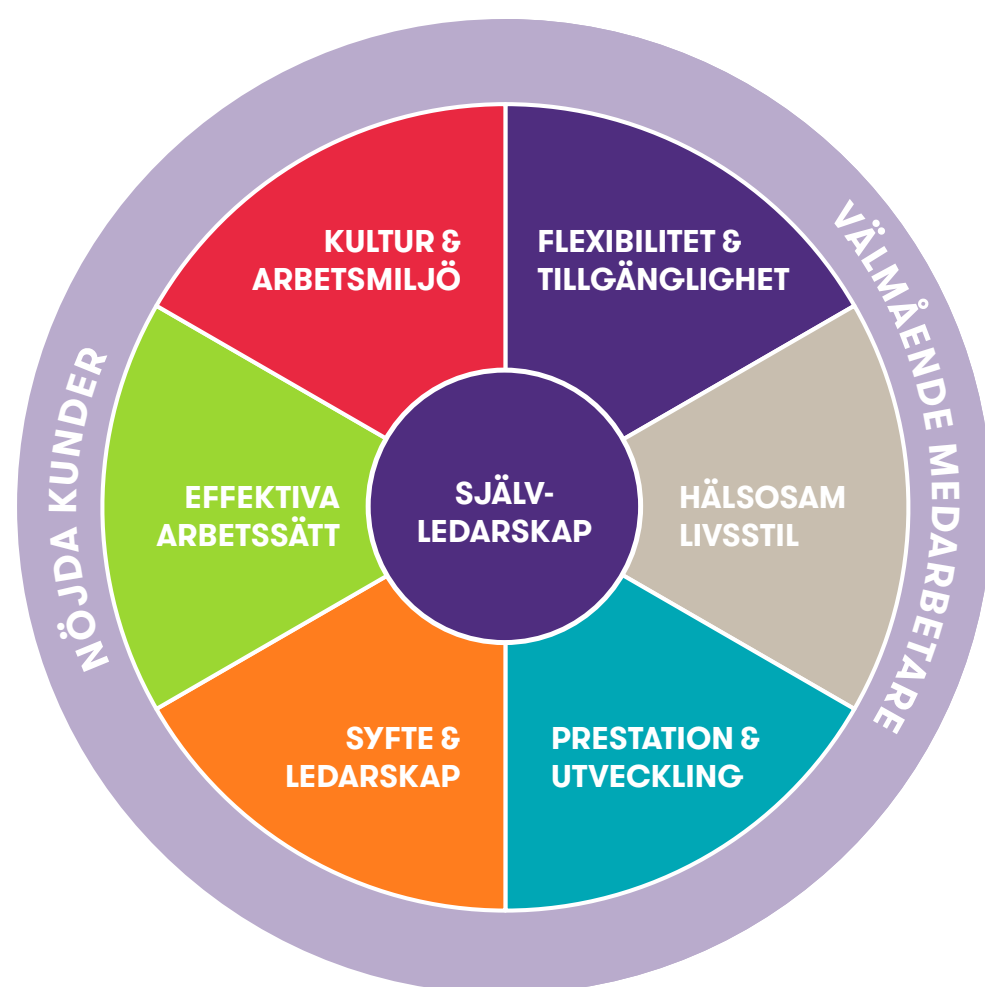 KULTUR &
ARBETSMILJÖ
FLEXIBILITET &
TILLGÄNGLIGHET
EFFEKTIVA
ARBETSSÄTT
SJÄLV-
LEDARSKAP
HÄLSOSAM
LIVSSTIL
SYFTE &
LEDARSKAP
PRESTATION &
UTVECKLING
NÖJDA KUNDER
VÄLMÅENDE MEDARBETARE